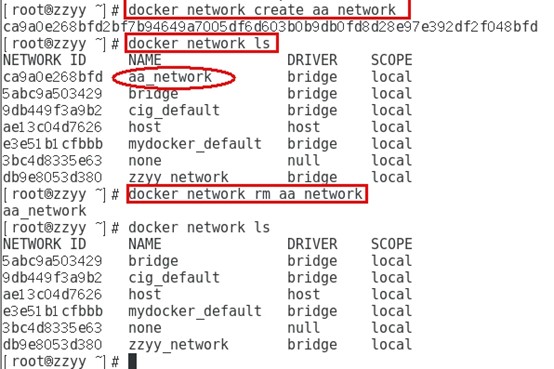 [root@zzyy ~]# docker network create aa_network
ca9a0e268bfd2bf7b94649a7005df6d603b0b9db0fd8d28e97e392df2f048bfd
[root@zzyy ~]# docker network ls
NETWORK ID NAME DRIVER SCOPE
ca9a0e268bfd aa_network bridge local
5abc9a503429 bridge bridge local
9db449f3a9b2 cig_default bridge local
ae13c04d7626 host host local
e3e51b1cfbbb mydocker_default bridge local
3bc4d8335e63 none null local
db9e8053d380 zzyy_network bridge local
[root@zzyy ~]# docker network rm aa_network
aa_network
[root@zzyy ~]# docker network ls
NETWORK ID NAME DRIVER SCOPE
5abc9a503429 bridge bridge local
9db449f3a9b2 cig_default bridge local
ae13c04d7626 host host local
e3e51b1cfbbb mydocker_default bridge local
3bc4d8335e63 none null local
db9e8053d380 zzyy_network bridge local
[root@zzyy ~]#